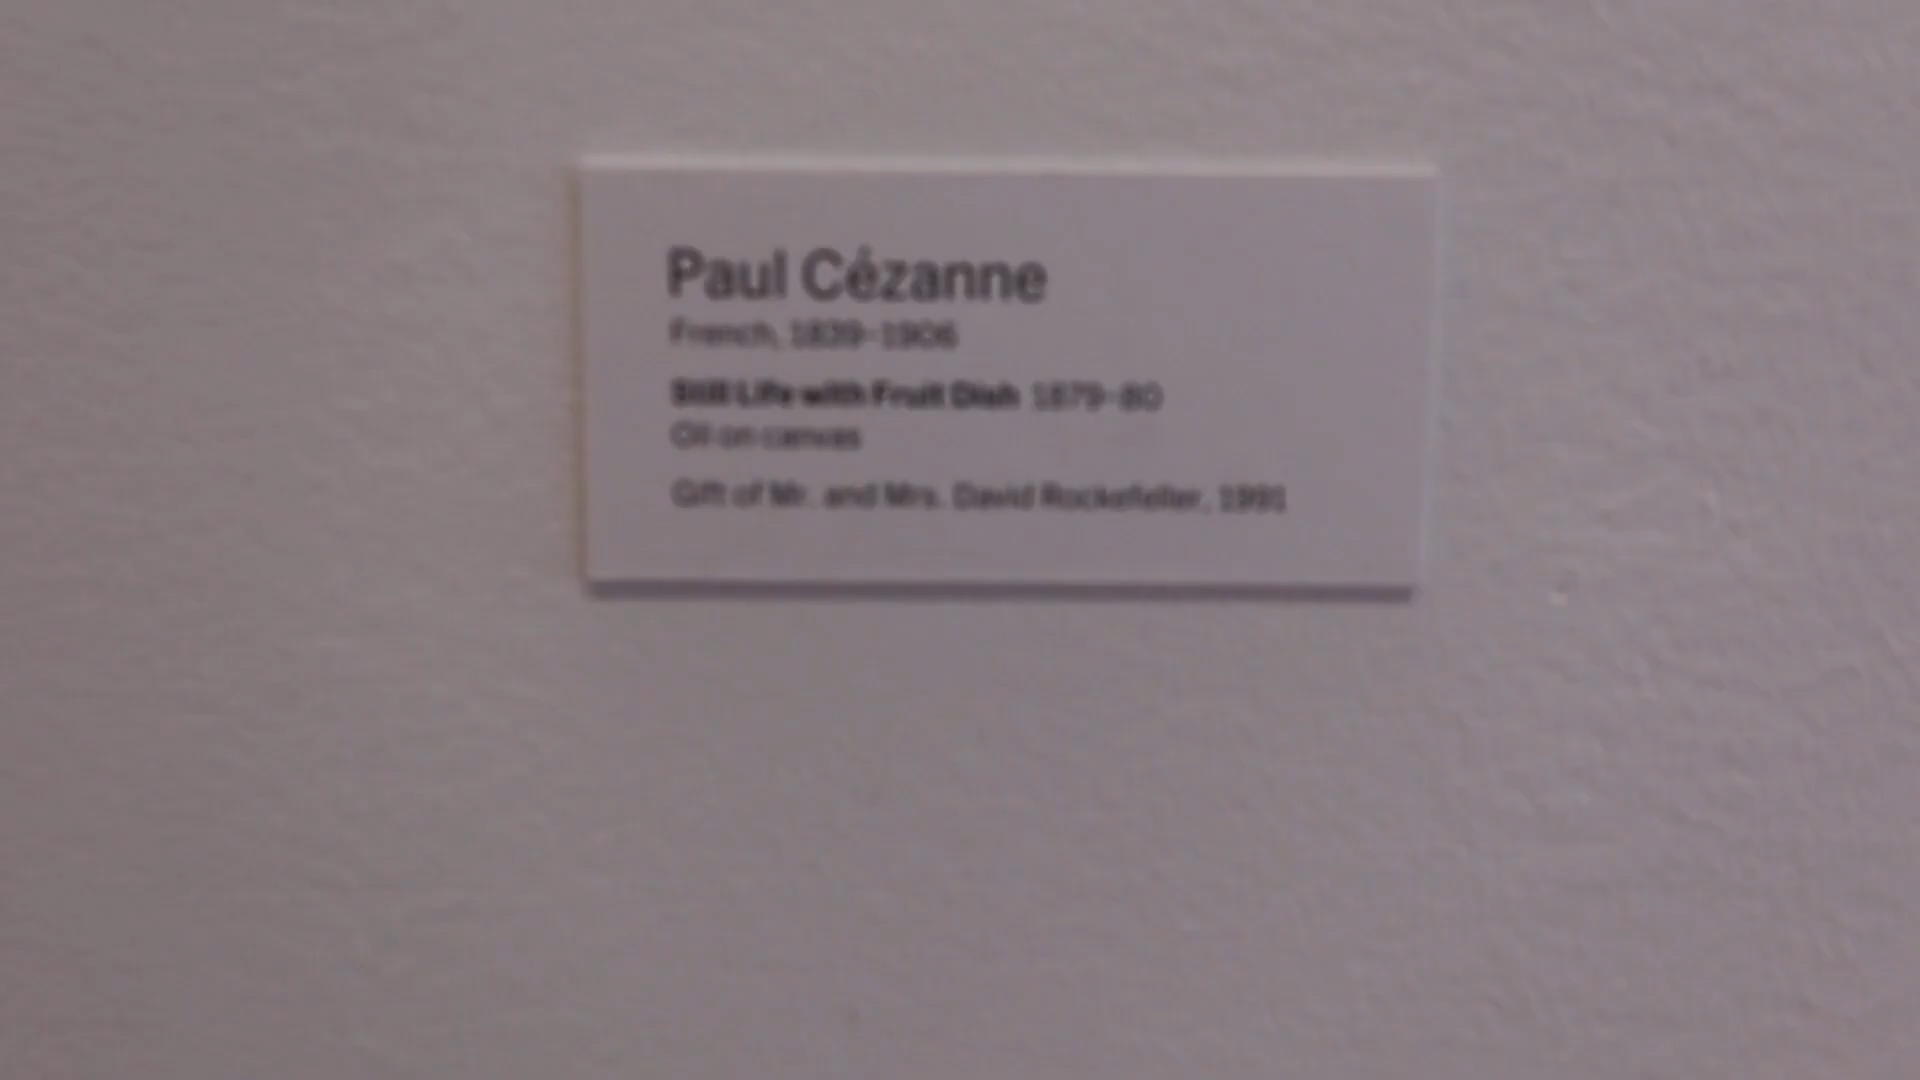 Paul Cézanne
French, 1839–1906
Still Life with Fruit Dish 1879–80
Oil on canvas
Gift of Mr. and Mrs. David Rockefeller, 1991